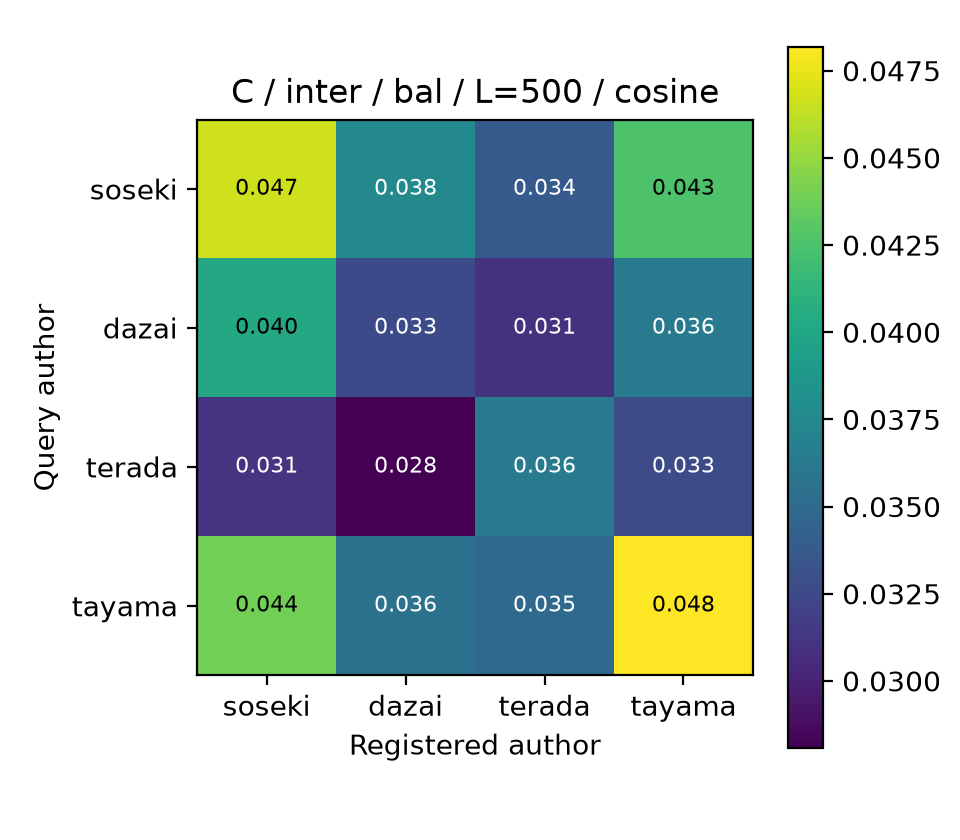 C / inter / bal / L=500 / cosine
0.0475
0.0450
0.0425
0.0400
0.0375
0.0350
0.0325
0.0300
Query author
soseki 0.047 0.038 0.034 0.043
dazai 0.040 0.033 0.031 0.036
terada 0.031 0.028 0.036 0.033
tayama 0.044 0.036 0.035 0.048
soseki dazai terada tayama
Registered author